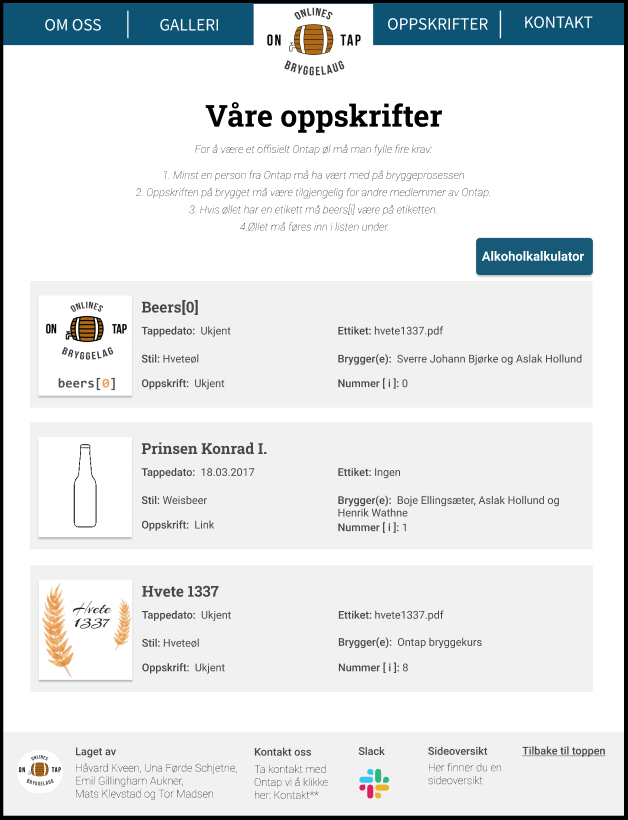 OM OSS
GALLERI
ONLINES
ON TAP
BRYGGELAUG
OPPSKRIFTER
KONTAKT
Våre oppskrifter
For å være et offisielt Ontap øl må man fylle fire krav:
1. Minst en person fra Ontap må ha vært med på bryggeprosessen
2. Oppskriften på brygget må være tilgjengelig for andre medlemmer av Ontap.
3. Hvis øllet har en etikett må beers[i] være på etiketten.
4.Øllet må føres inn i listen under.
Alkoholkalkulator
ONLINES
ON TAP
BRYGGELAG
beers[0]
Beers[0]
Tappedato: Ukjent
Ettiket: hvete1337.pdf
Stil: Hveteøl
Brygger(e): Sverre Johann Bjørke og Aslak Hollund
Oppskrift: Ukjent
Nummer [ i ]: 0
Prinsen Konrad I.
Tappedato: 18.03.2017
Ettiket: Ingen
Stil: Weisbeer
Brygger(e): Boje Ellingsæter, Aslak Hollund og
Henrik Wathne
Oppskrift: Link
Nummer [ i ]: 1
Hvete
1337
Hvete 1337
Tappedato: Ukjent
Ettiket: hvete1337.pdf
Stil: Hveteøl
Brygger(e): Ontap bryggekurs
Oppskrift: Ukjent
Nummer [ i ]: 8
ONLINES
ON TAP
BRYGGELAUG
Laget av
Håvard Kveen, Una Førde Schjetne,
Emil Gillingham Aukner,
Mats Klevstad og Tor Madsen
Kontakt oss
Ta kontakt med
Ontap vi å klikke
her: Kontakt**
Slack
Sideoversikt
Her finner du en
sideoversikt
Tilbake til toppen